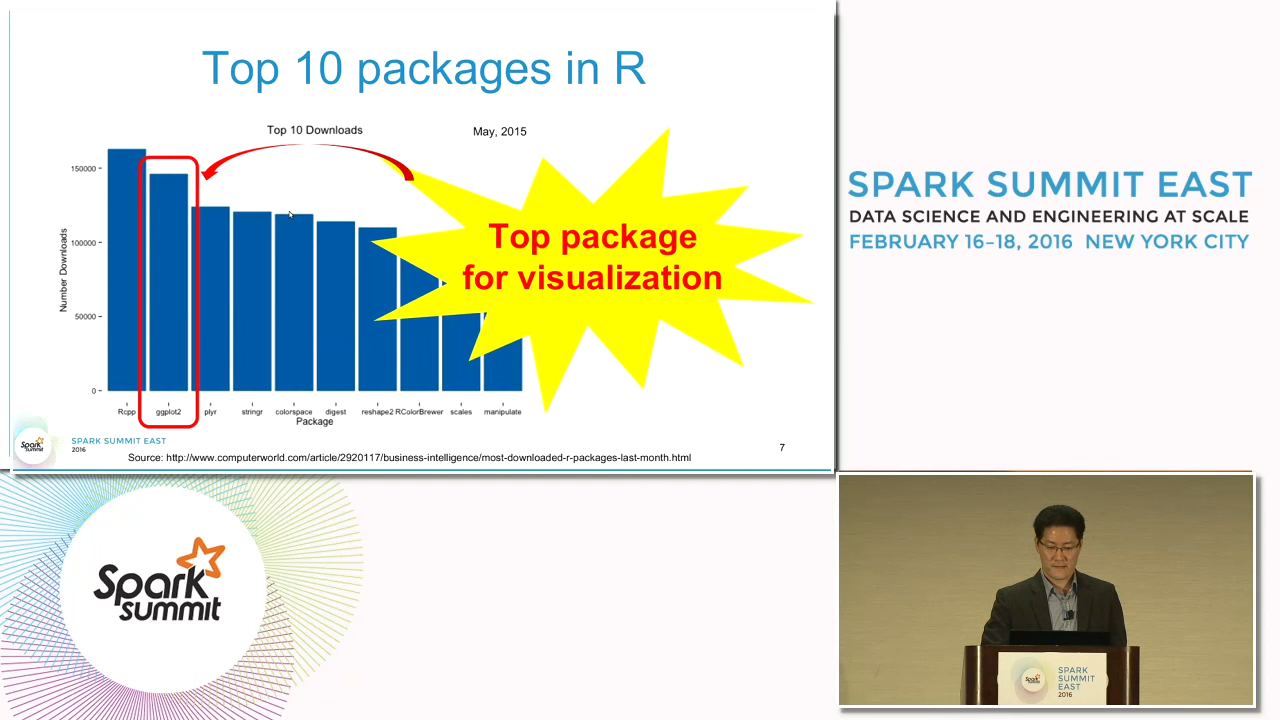 Top 10 packages in R
Top 10 Downloads
May, 2015
Number Downloads
150000
100000
50000
0
Top package
for visualization
Rcpp
ggplot2
plyr
stringr
colorspace
digest
reshape2
RColorBrewer
scales
manipulate
Package
Spark
Summit
SPARK SUMMIT EAST
2016
Source: http://www.computerworld.com/article/2920117/business-intelligence/most-downloaded-r-packages-last-month.html
7
SPARK SUMMIT EAST
DATA SCIENCE AND ENGINEERING AT SCALE
FEBRUARY 16–18, 2016 NEW YORK CITY
Spark
summit
Spark
SPARK
SUMMIT
EAST
2016